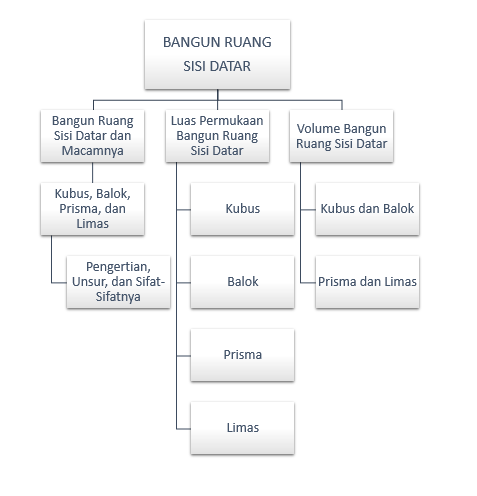 BANGUN RUANG
SISI DATAR
Bangun Ruang
Sisi Datar dan
Macamnya
Kubus, Balok,
Prisma, dan
Limas
Pengertian,
Unsur, dan Sifat-
Sifatnya
Luas Permukaan
Bangun Ruang
Sisi Datar
Kubus
Balok
Prisma
Limas
Volume Bangun
Ruang Sisi Datar
Kubus dan Balok
Prisma dan Limas